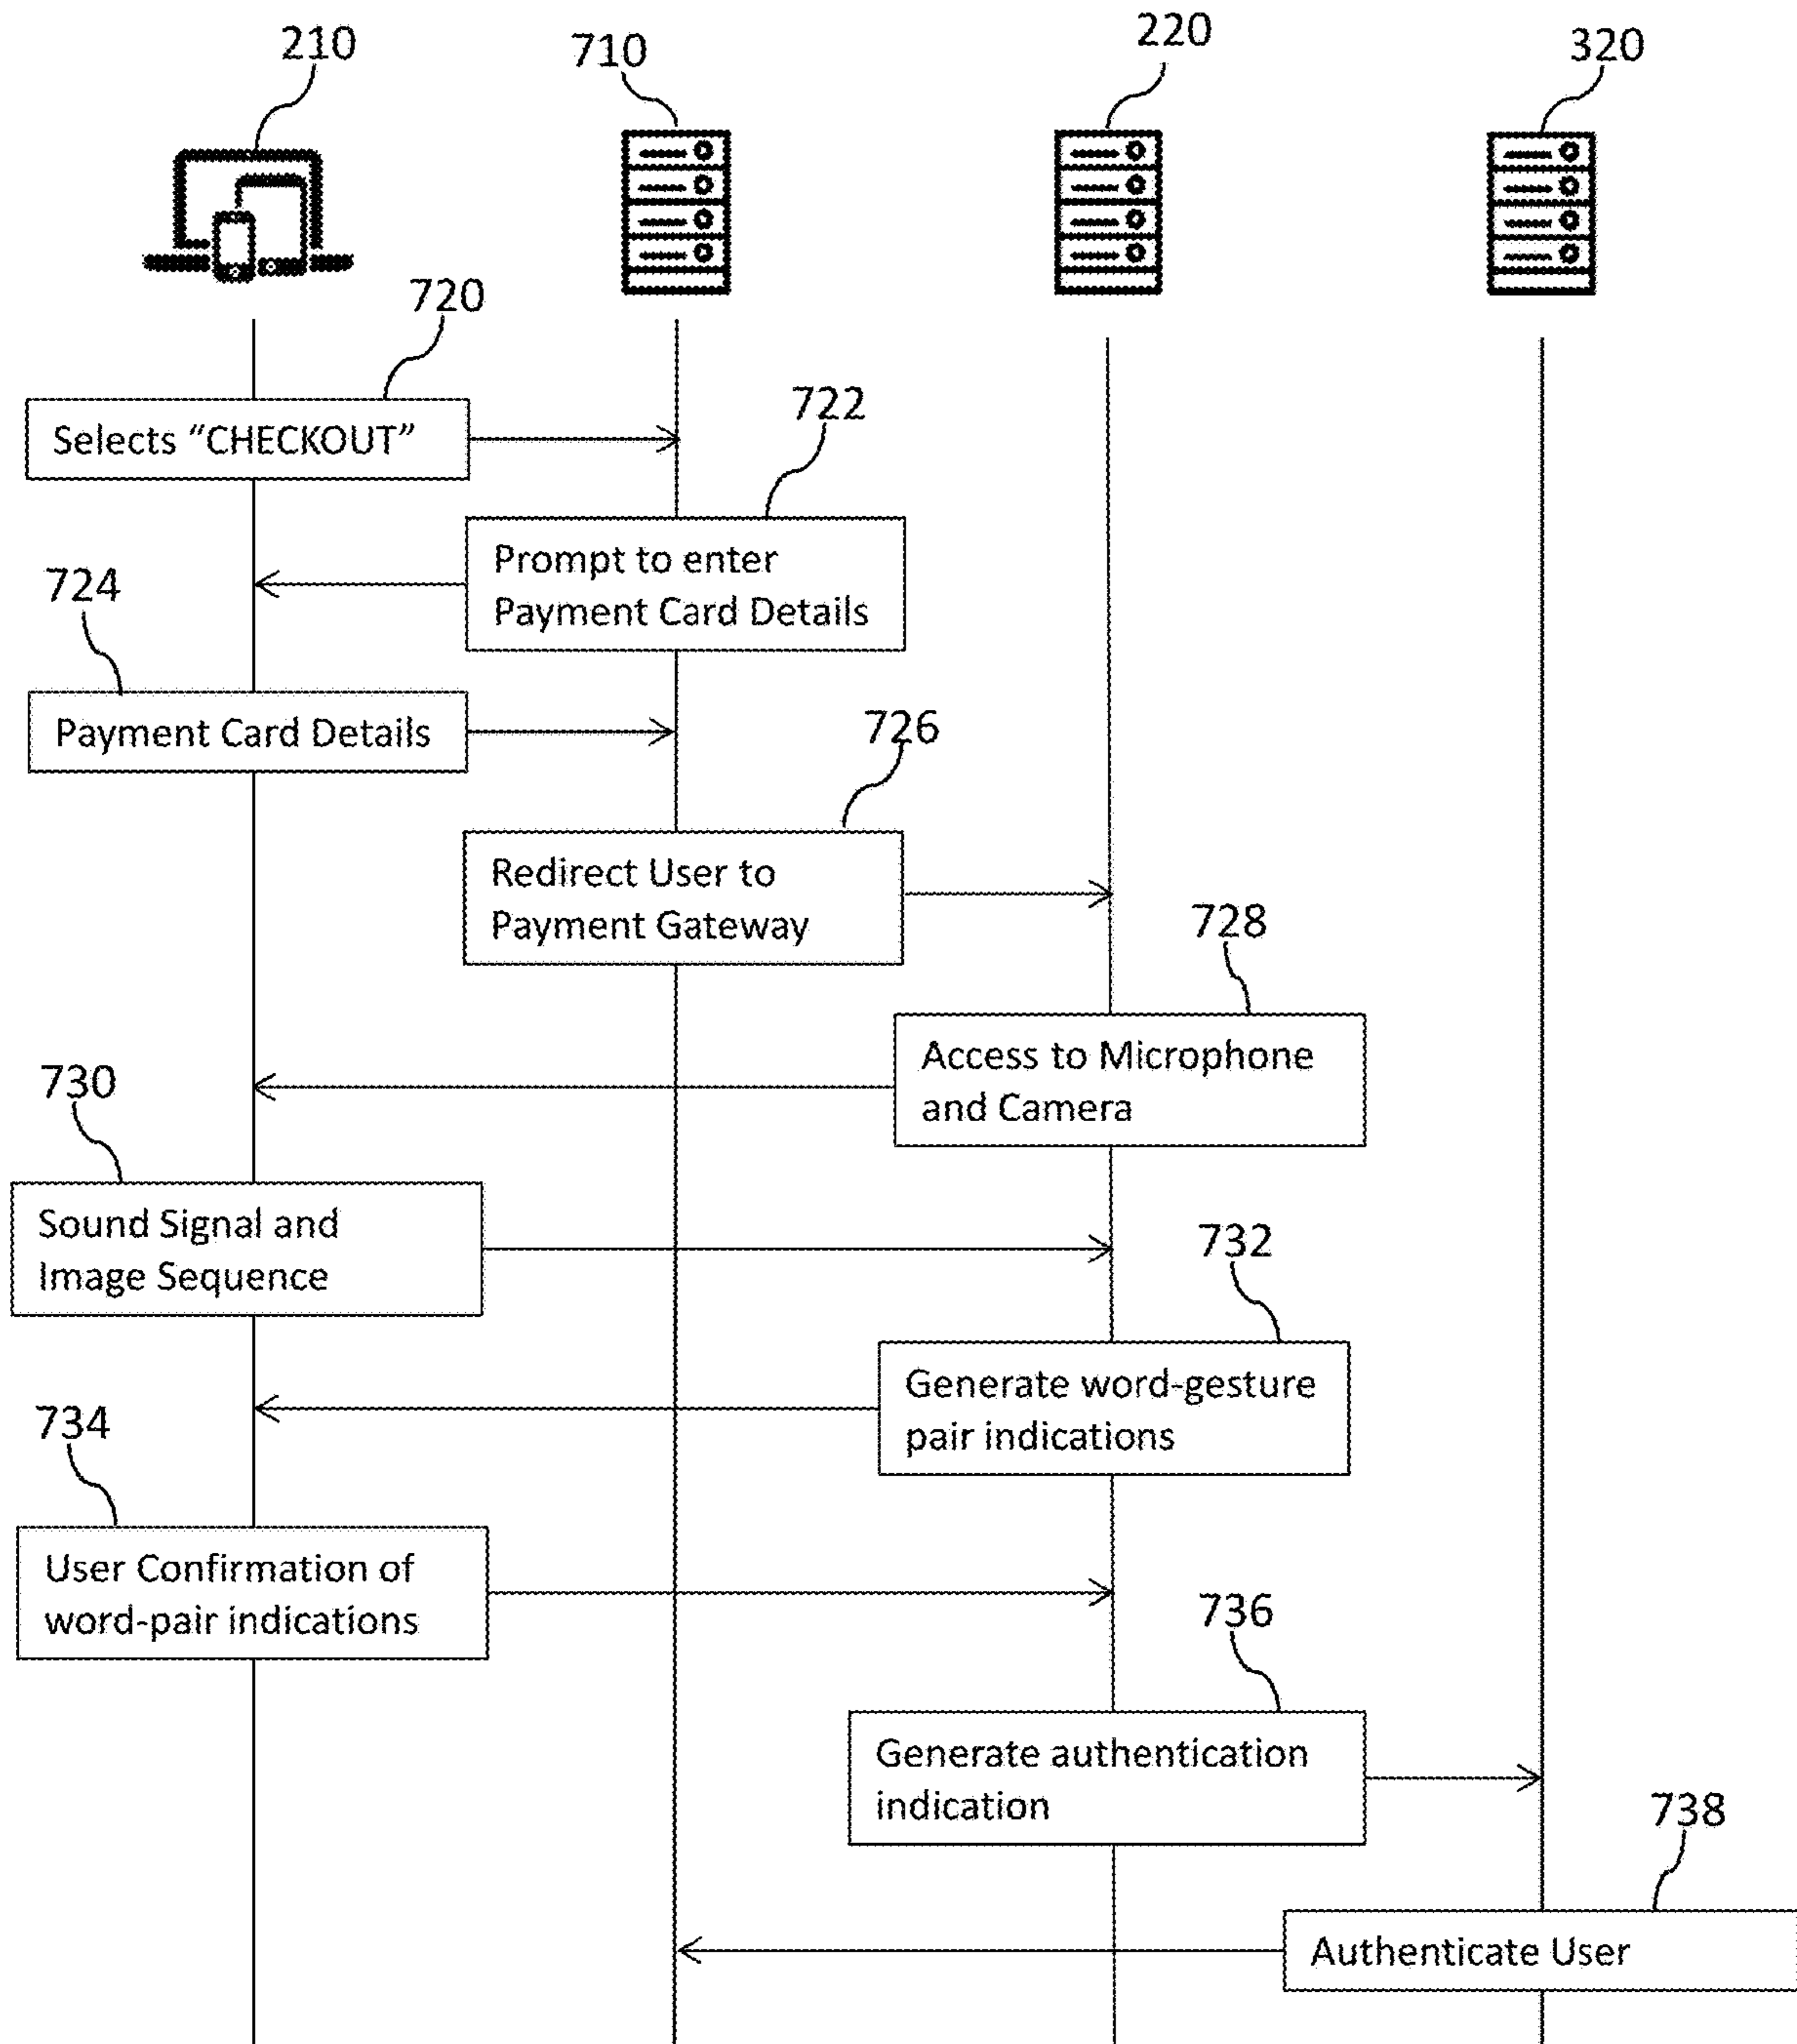 210
710
220
320
720
Selects “CHECKOUT”
722
Prompt to enter
Payment Card Details
724
Payment Card Details
726
Redirect User to
Payment Gateway
728
Access to Microphone
and Camera
730
Sound Signal and
Image Sequence
732
Generate word-gesture
pair indications
734
User Confirmation of
word-pair indications
736
Generate authentication
indication
738
Authenticate User